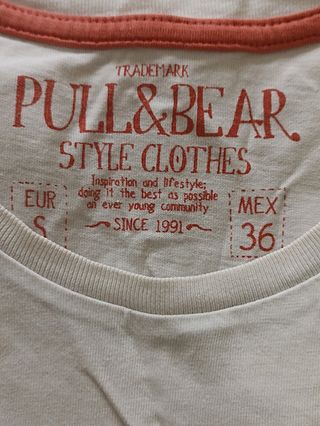 TRADEMARK
PULL&BEAR
STYLE CLOTHES
Inspiration and lifestyle;
doing it the best as possible
an ever young community
SINCE 1991
EUR
S
MEX
36